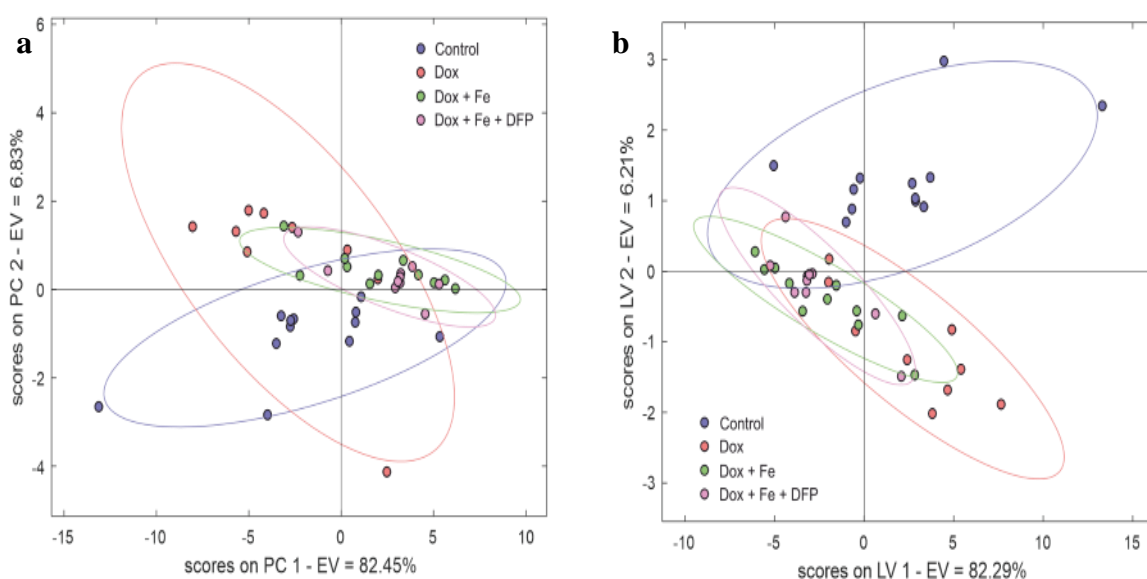 a
Control
Dox
Dox + Fe
Dox + Fe + DFP
scores on PC 2 - EV = 6.83%
6
4
2
0
-2
-4
-15 -10 -5 0 5 10
scores on PC 1 - EV = 82.45%
b
scores on LV 2 - EV = 6.21%
3
2
1
0
-1
-2
-3
Control
Dox
Dox + Fe
Dox + Fe + DFP
-10 -5 0 5 10 15
scores on LV 1 - EV = 82.29%